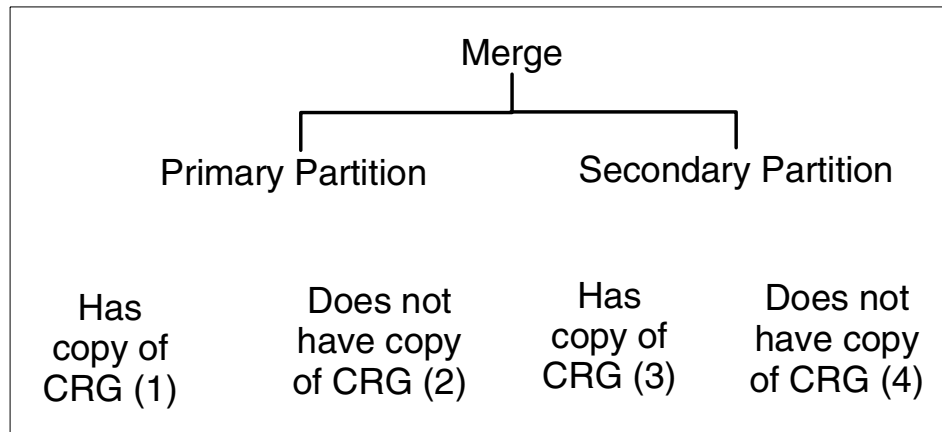 Merge
Primary Partition
Secondary Partition
Has
copy of
CRG (1)
Does not
have copy
of CRG (2)
Has
copy of
CRG (3)
Does not
have copy
of CRG (4)